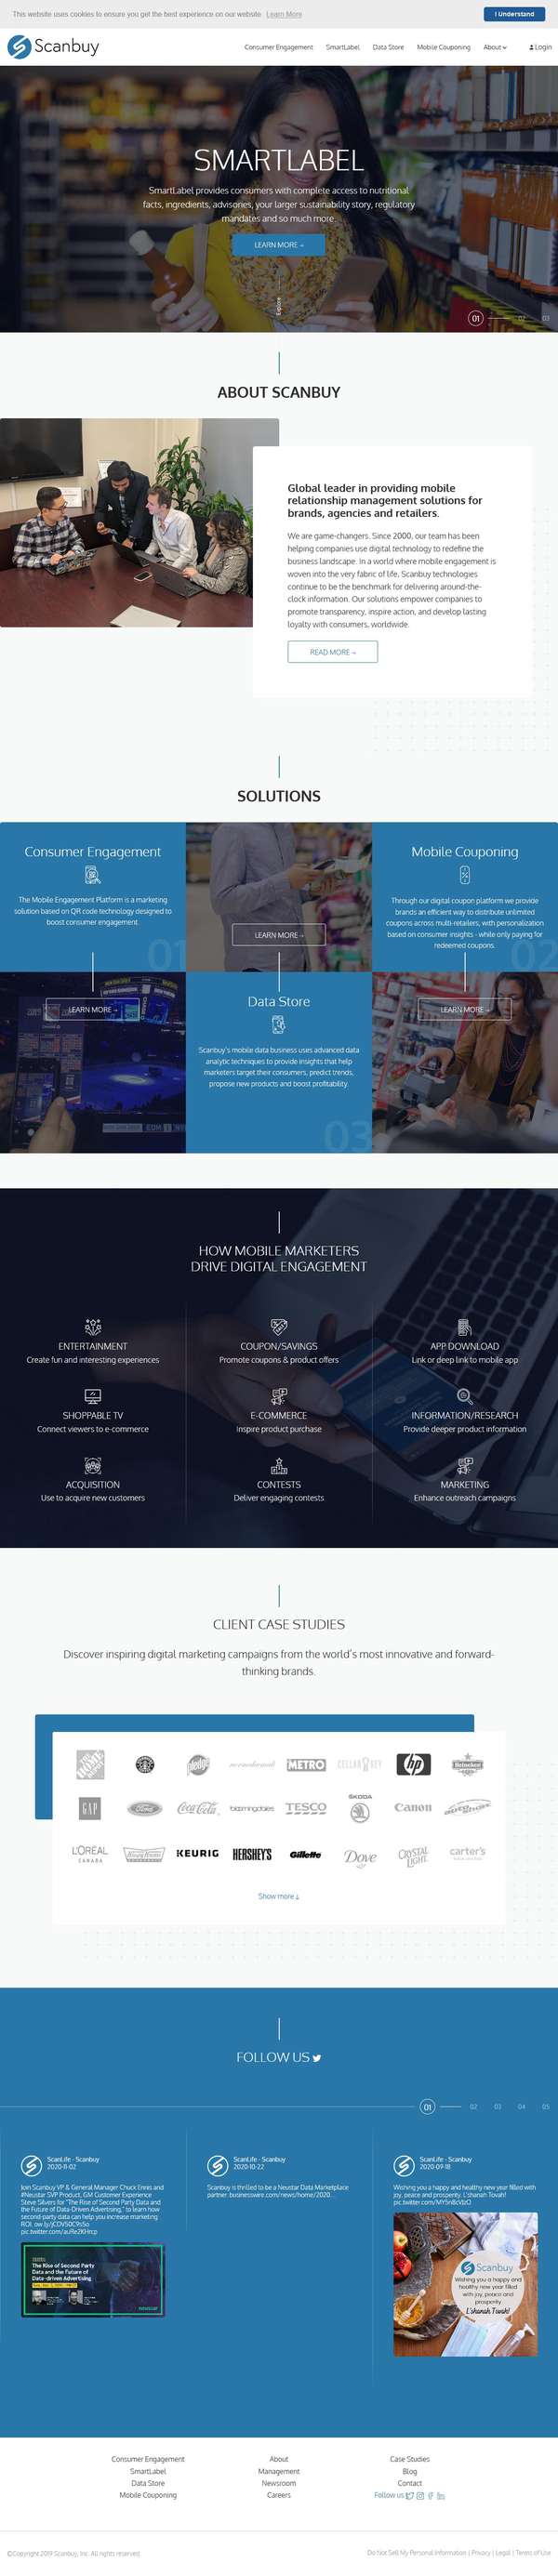 This website uses cookies to ensure you get the best experience on our website. Learn More
I Understand
Scanbuy
Consumer Engagement SmartLabel Data Store Mobile Couponing About Login
SMARTLABEL
SmartLabel provides consumers with complete access to nutritional
facts, ingredients, advisories, your larger sustainability story, regulatory
mandates and so much more.
LEARN MORE
Explore
01 02 03
ABOUT SCANBUY
Global leader in providing mobile
relationship management solutions for
brands, agencies and retailers.
We are game-changers. Since 2000, our team has been
helping companies use digital technology to redefine the
business landscape. In a world where mobile engagement is
woven into the very fabric of life, Scanbuy technologies
continue to be the benchmark for delivering around-the-
clock information. Our solutions empower companies to
promote transparency, inspire action, and develop lasting
loyalty with consumers, worldwide.
READ MORE
SOLUTIONS
Consumer Engagement
The Mobile Engagement Platform is a marketing
solution based on QR code technology designed to
boost consumer engagement.
01
LEARN MORE
LEARN MORE
Mobile Couponing
Through our digital coupon platform we provide
brands an efficient way to distribute unlimited
coupons across multi-retailers, with personalization
based on consumer insights - while only paying for
redeemed coupons.
02
LEARN MORE
Data Store
Scanbuy's mobile data business uses advanced data
analytic techniques to provide insights that help
marketers target their consumers, predict trends,
propose new products and boost profitability.
03
HOW MOBILE MARKETERS
DRIVE DIGITAL ENGAGEMENT
ENTERTAINMENT
Create fun and interesting experiences
COUPON/SAVINGS
Promote coupons & product offers
APP DOWNLOAD
Link or deep link to mobile app
SHOPPABLE TV
Connect viewers to e-commerce
E-COMMERCE
Inspire product purchase
INFORMATION/RESEARCH
Provide deeper product information
ACQUISITION
Use to acquire new customers
CONTESTS
Deliver engaging contests
MARKETING
Enhance outreach campaigns
CLIENT CASE STUDIES
Discover inspiring digital marketing campaigns from the world's most innovative and forward-
thinking brands.
Pledge METRO hp Heineken
GAP Ford Coca-Cola bloomingdales TESCO ŠKODA Canon
L'ORÉAL
CANADA
Krispy Kreme KEURIG HERSHEY'S Gillette Dove CRYSTAL LIGHT carter's
Show more
FOLLOW US
01 02 03 04 05
ScanLife - Scanbuy
2020-11-02
Join Scanbuy VP & General Manager Chuck Ennis and
#Neustar SVP Product, GM Customer Experience
Steve Silvers for "The Rise of Second Party Data and
the Future of Data-Driven Advertising," to learn how
second-party data can help you increase marketing
The Rise of Second Party
Data and the Future of
Data-driven Advertising
ScanLife - Scanbuy
2020-10-22
Scanbuy is thrilled to be a Neustar Data Marketplace
partner. businesswire.com/news/home/2020…
ScanLife - Scanbuy
2020-09-18
Wishing you a happy and healthy new year filled with
joy, peace and prosperity. L'shanah Tovah!
Scanbuy
Wishing you a happy and
healthy new year filled
with joy, peace and
prosperity
L'shanah Tovah!
Consumer Engagement
SmartLabel
Data Store
Mobile Couponing
About
Management
Newsroom
Careers
Case Studies
Blog
Contact
Follow us
©Copyright 2019 Scanbuy, Inc. All rights reserved.
Do Not Sell My Personal Information | Privacy | Legal | Terms of Use